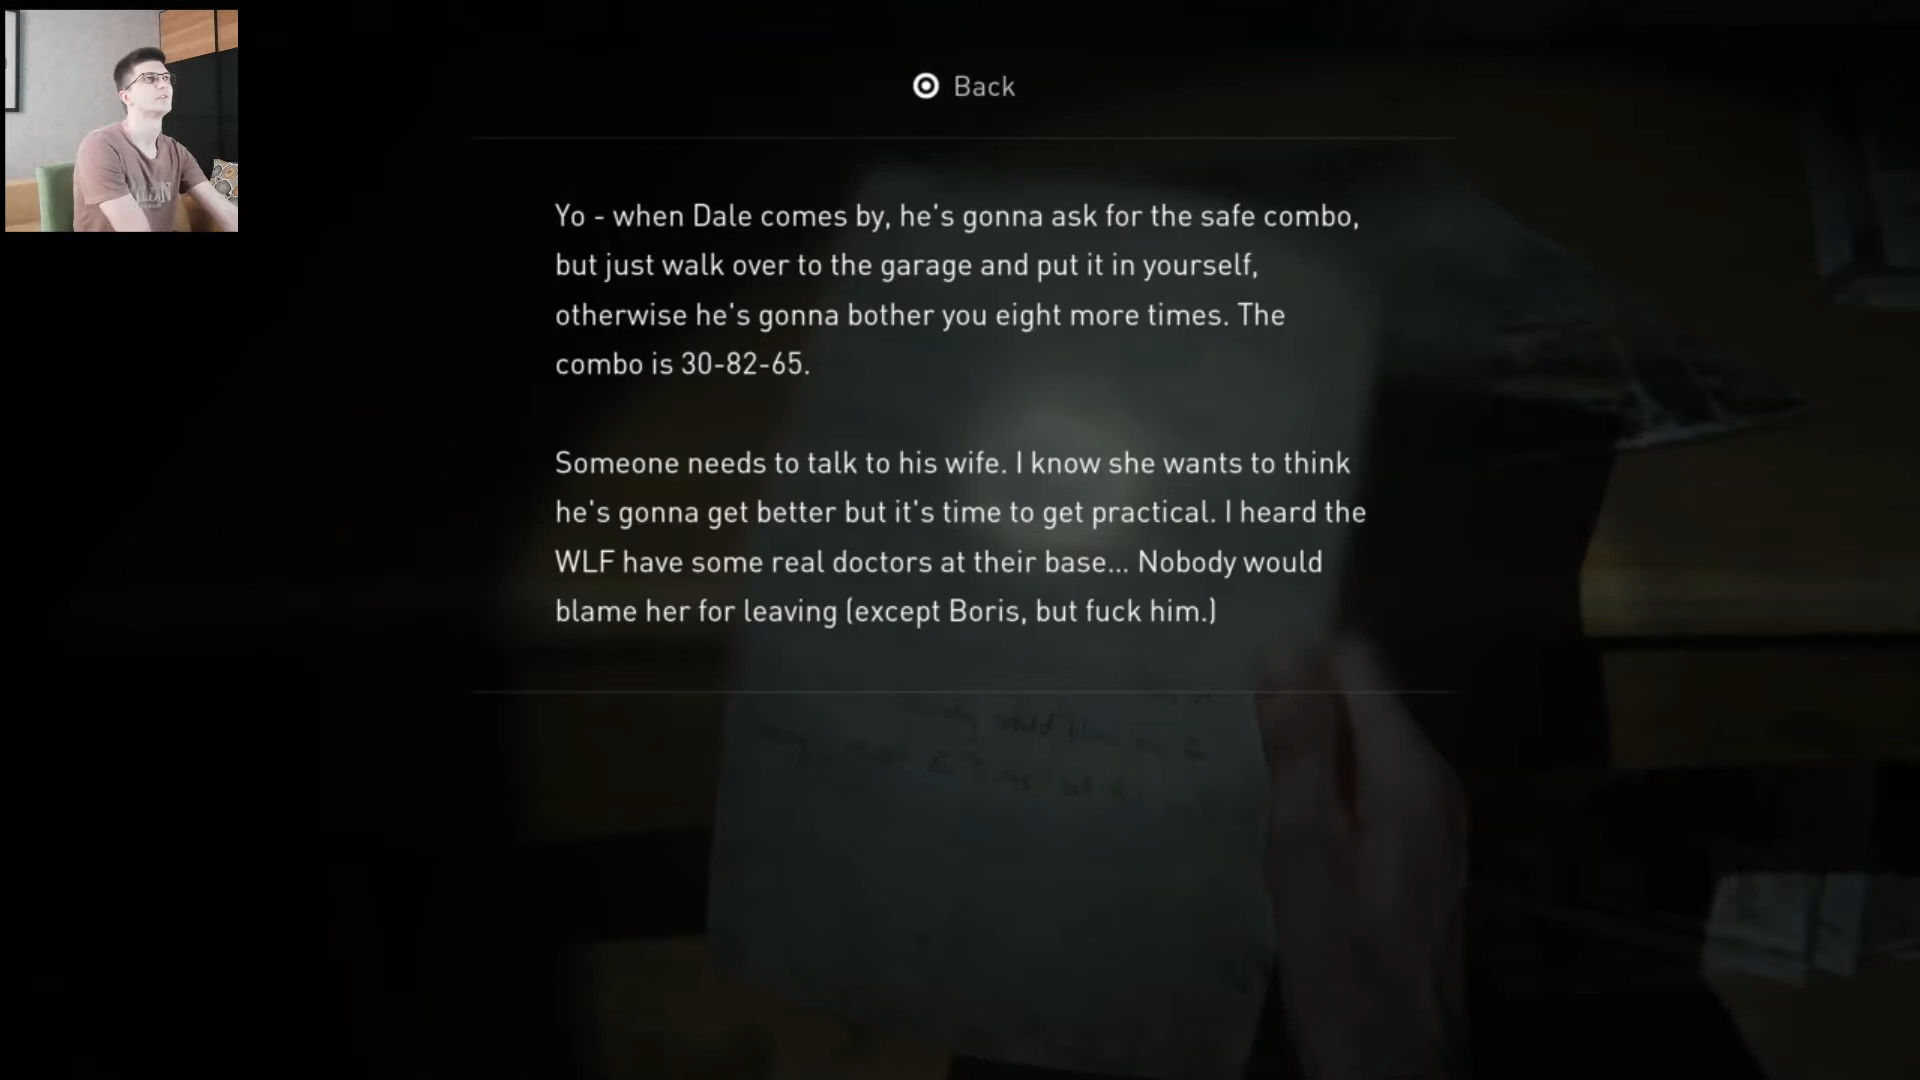 Back
Yo - when Dale comes by, he's gonna ask for the safe combo,
but just walk over to the garage and put it in yourself,
otherwise he's gonna bother you eight more times. The
combo is 30-82-65.
Someone needs to talk to his wife. I know she wants to think
he's gonna get better but it's time to get practical. I heard the
WLF have some real doctors at their base... Nobody would
blame her for leaving (except Boris, but fuck him.)